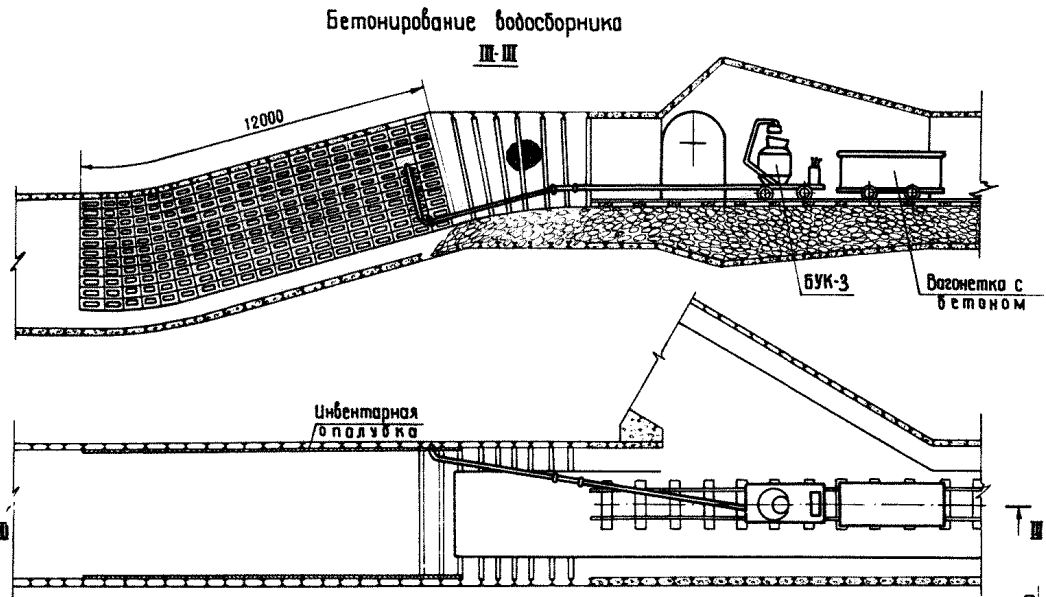 Бетонирование водосборника
III-III
12000
БУК-3
Вагонетка с
бетоном
Инвентарная
опалубка
III